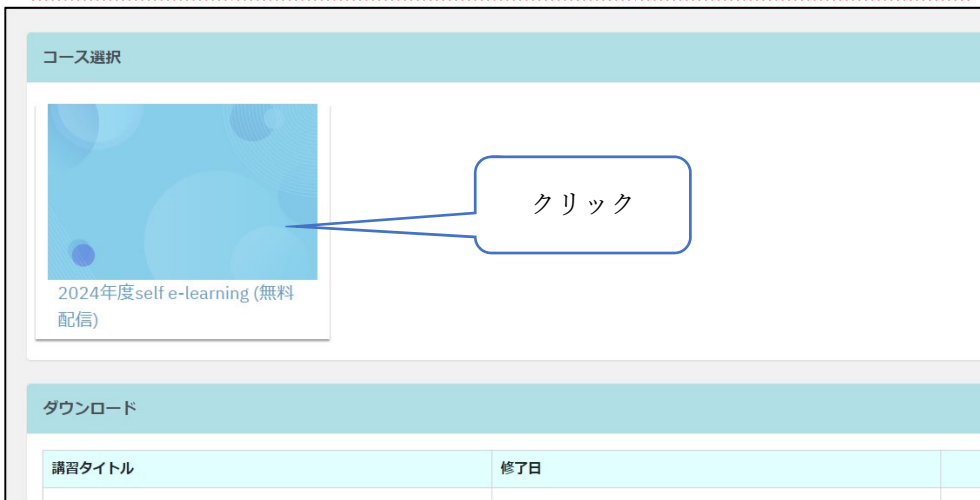 コース選択
クリック
2024年度self e-learning (無料
配信)
ダウンロード
講習タイトル 修了日